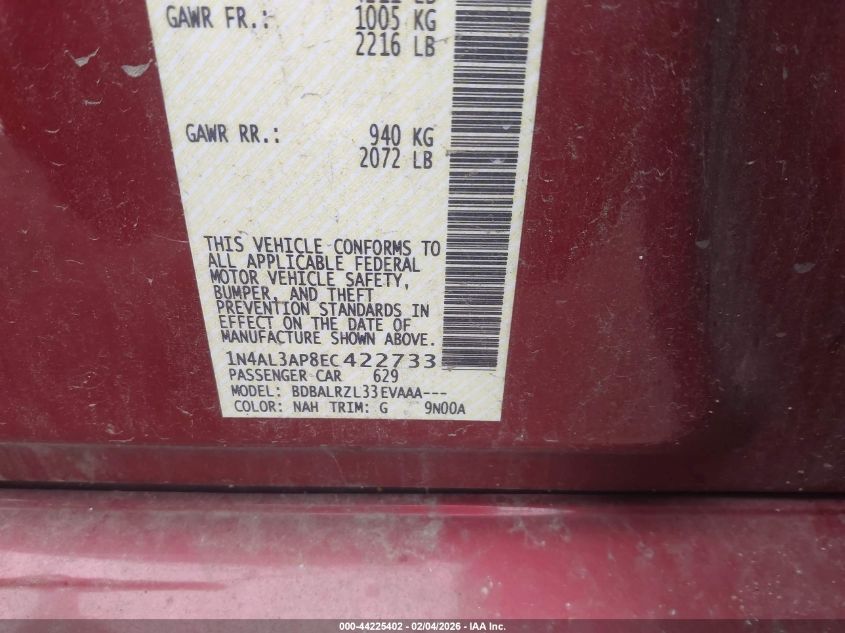 GAWR FR.: 1005 KG
2216 LB
GAWR RR.: 940 KG
2072 LB
THIS VEHICLE CONFORMS TO
ALL APPLICABLE FEDERAL
MOTOR VEHICLE SAFETY,
BUMPER, AND THEFT
PREVENTION STANDARDS IN
EFFECT ON THE DATE OF
MANUFACTURE SHOWN ABOVE.
1N4AL3AP8EC422733
PASSENGER CAR 629
MODEL: BDBALRZL33EVAAA---
COLOR: NAH TRIM: G 9N00A
000-44225402 - 02/04/2026 - IAA Inc.